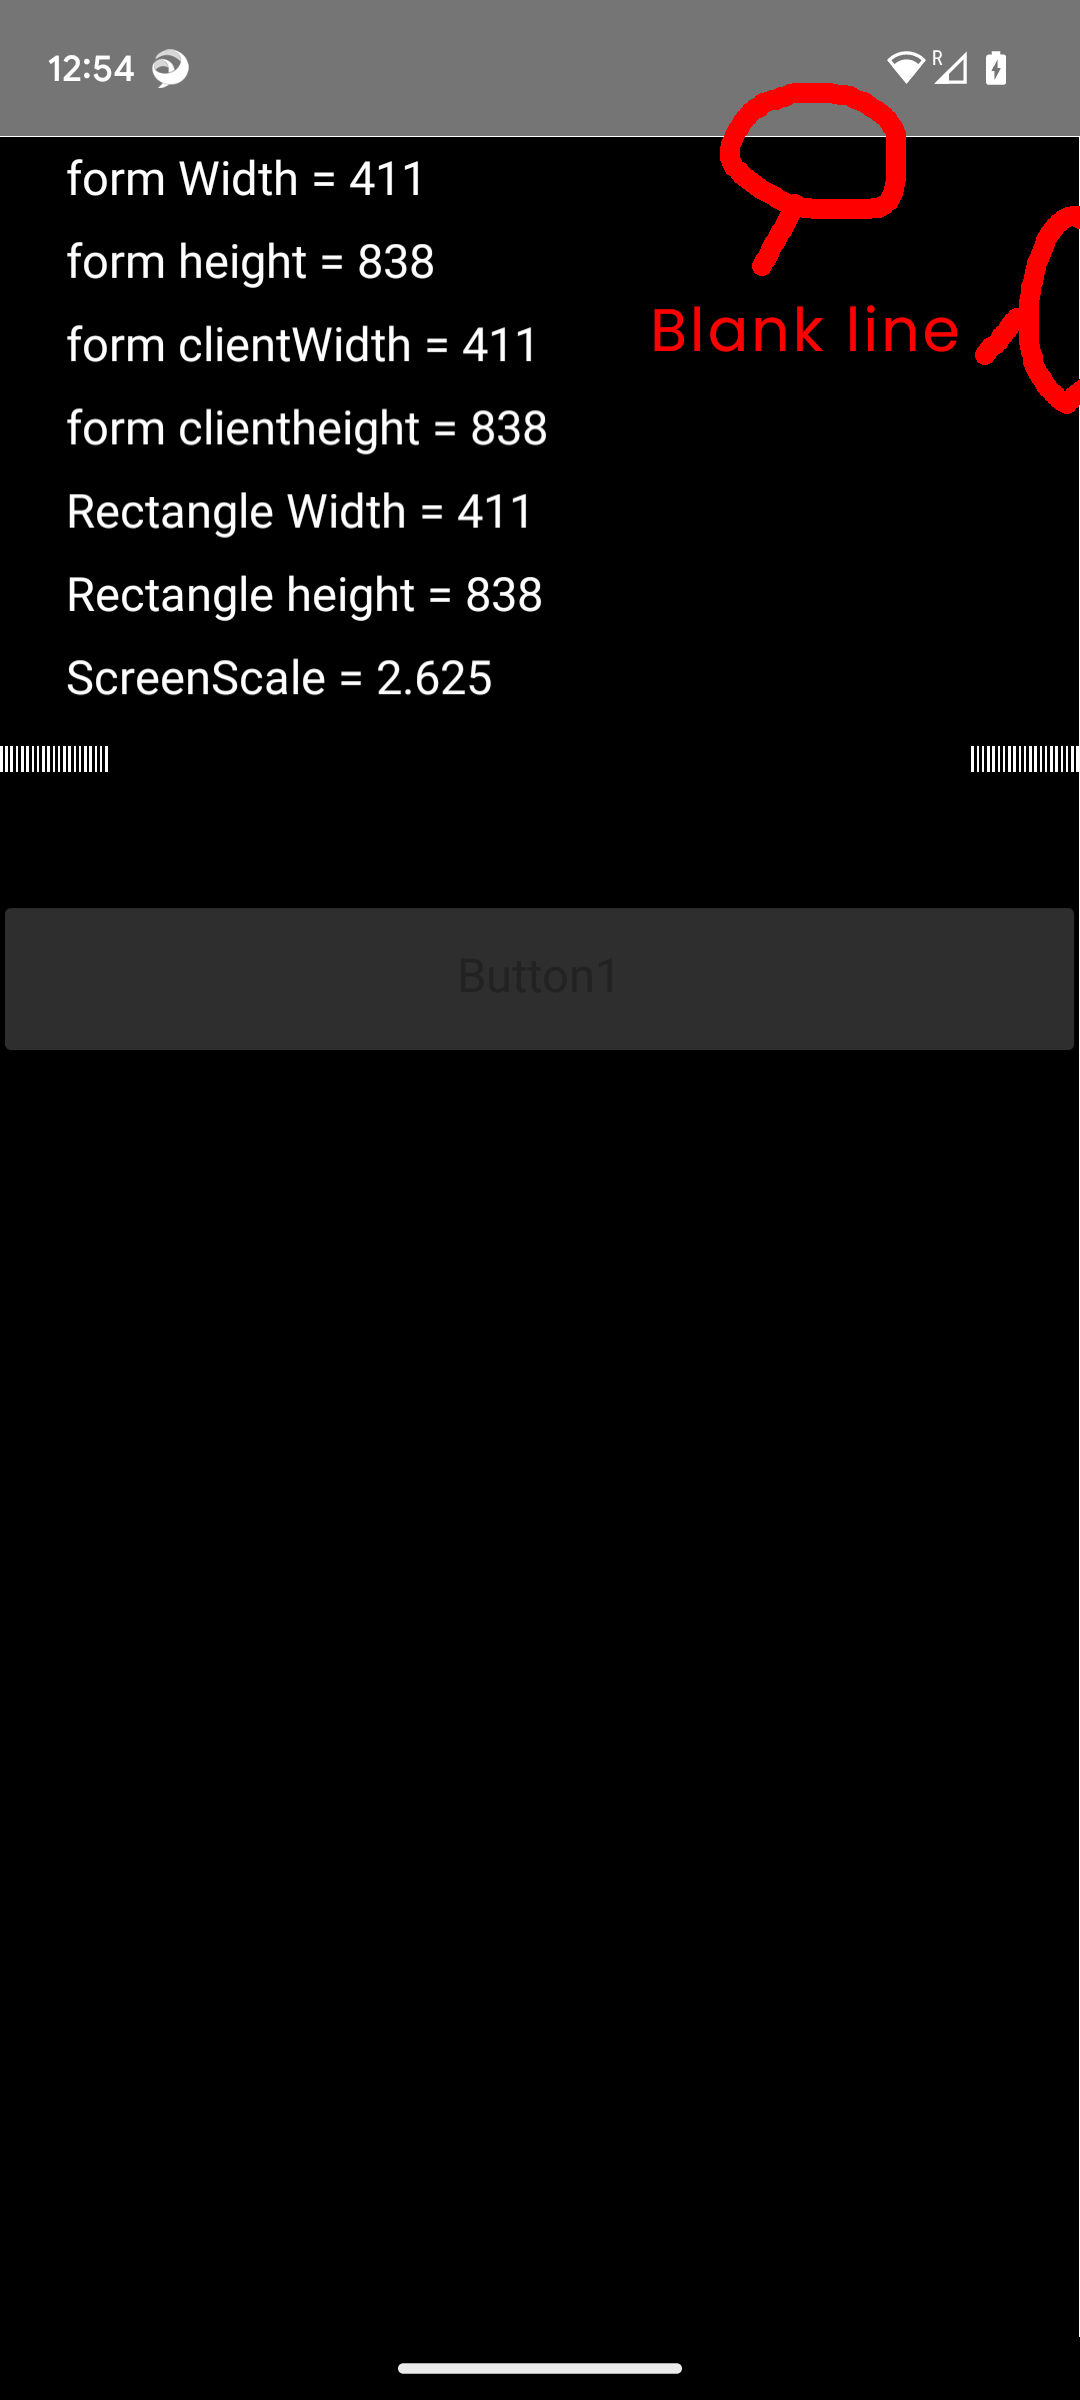 12:54
R
form Width = 411
form height = 838
Blank line
form clientWidth = 411
form clientheight = 838
Rectangle Width = 411
Rectangle height = 838
ScreenScale = 2.625
Button1